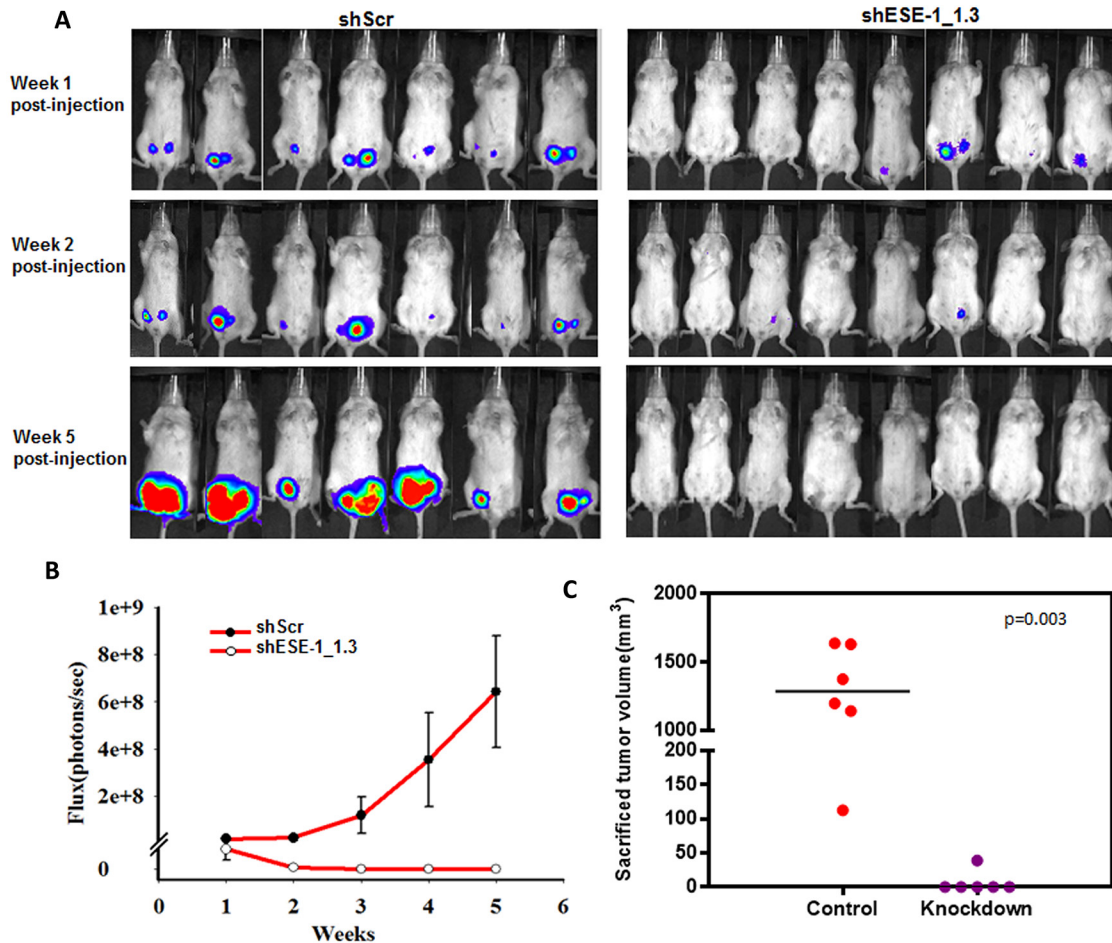 A
shScr
shESE-1_1.3
Week 1
post-injection
Week 2
post-injection
Week 5
post-injection
B
1e+9
8e+8
6e+8
4e+8
2e+8
0
Flux(photons/sec)
shScr
shESE-1_1.3
0 1 2 3 4 5 6
Weeks
C
2000
1500
1000
200
150
100
50
0
Sacrificed tumor volume(mm³)
p=0.003
Control Knockdown